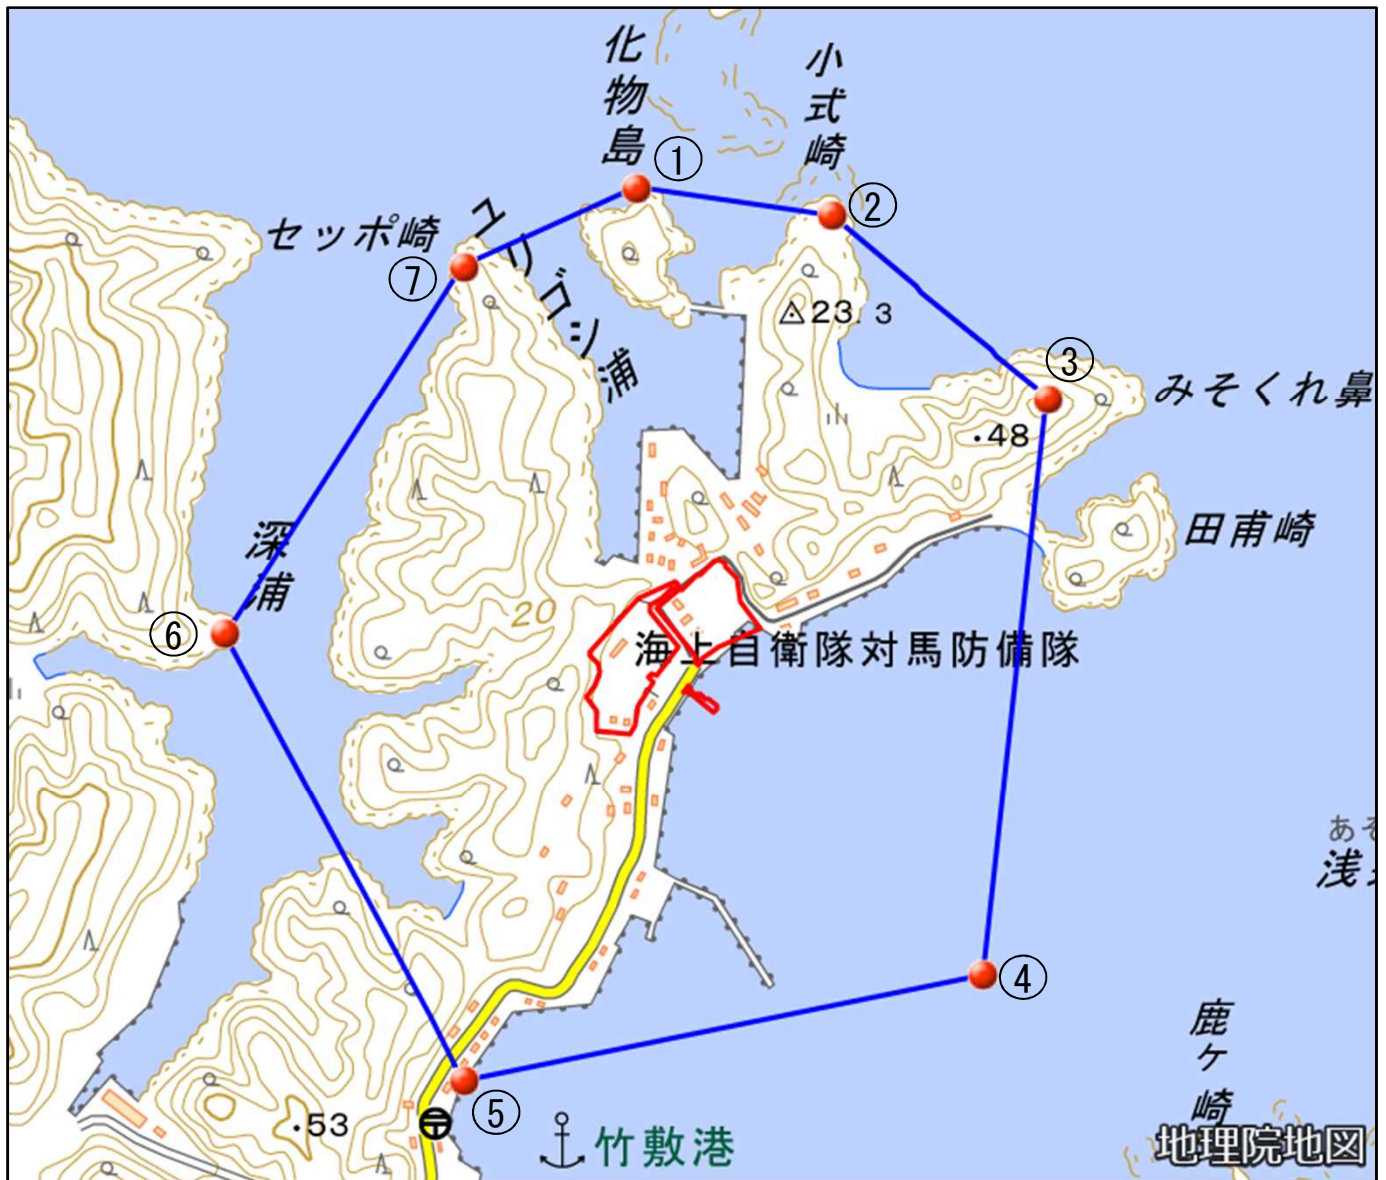 化物島
小式崎
①
②
セッポ崎
ユリゴシ浦
⑦
23.3
③
みそくれ鼻
48
深浦
田甫崎
⑥
20
海上自衛隊対馬防備隊
あそ
浅
④
鹿ヶ崎
⑤
53
竹敷港
地理院地図